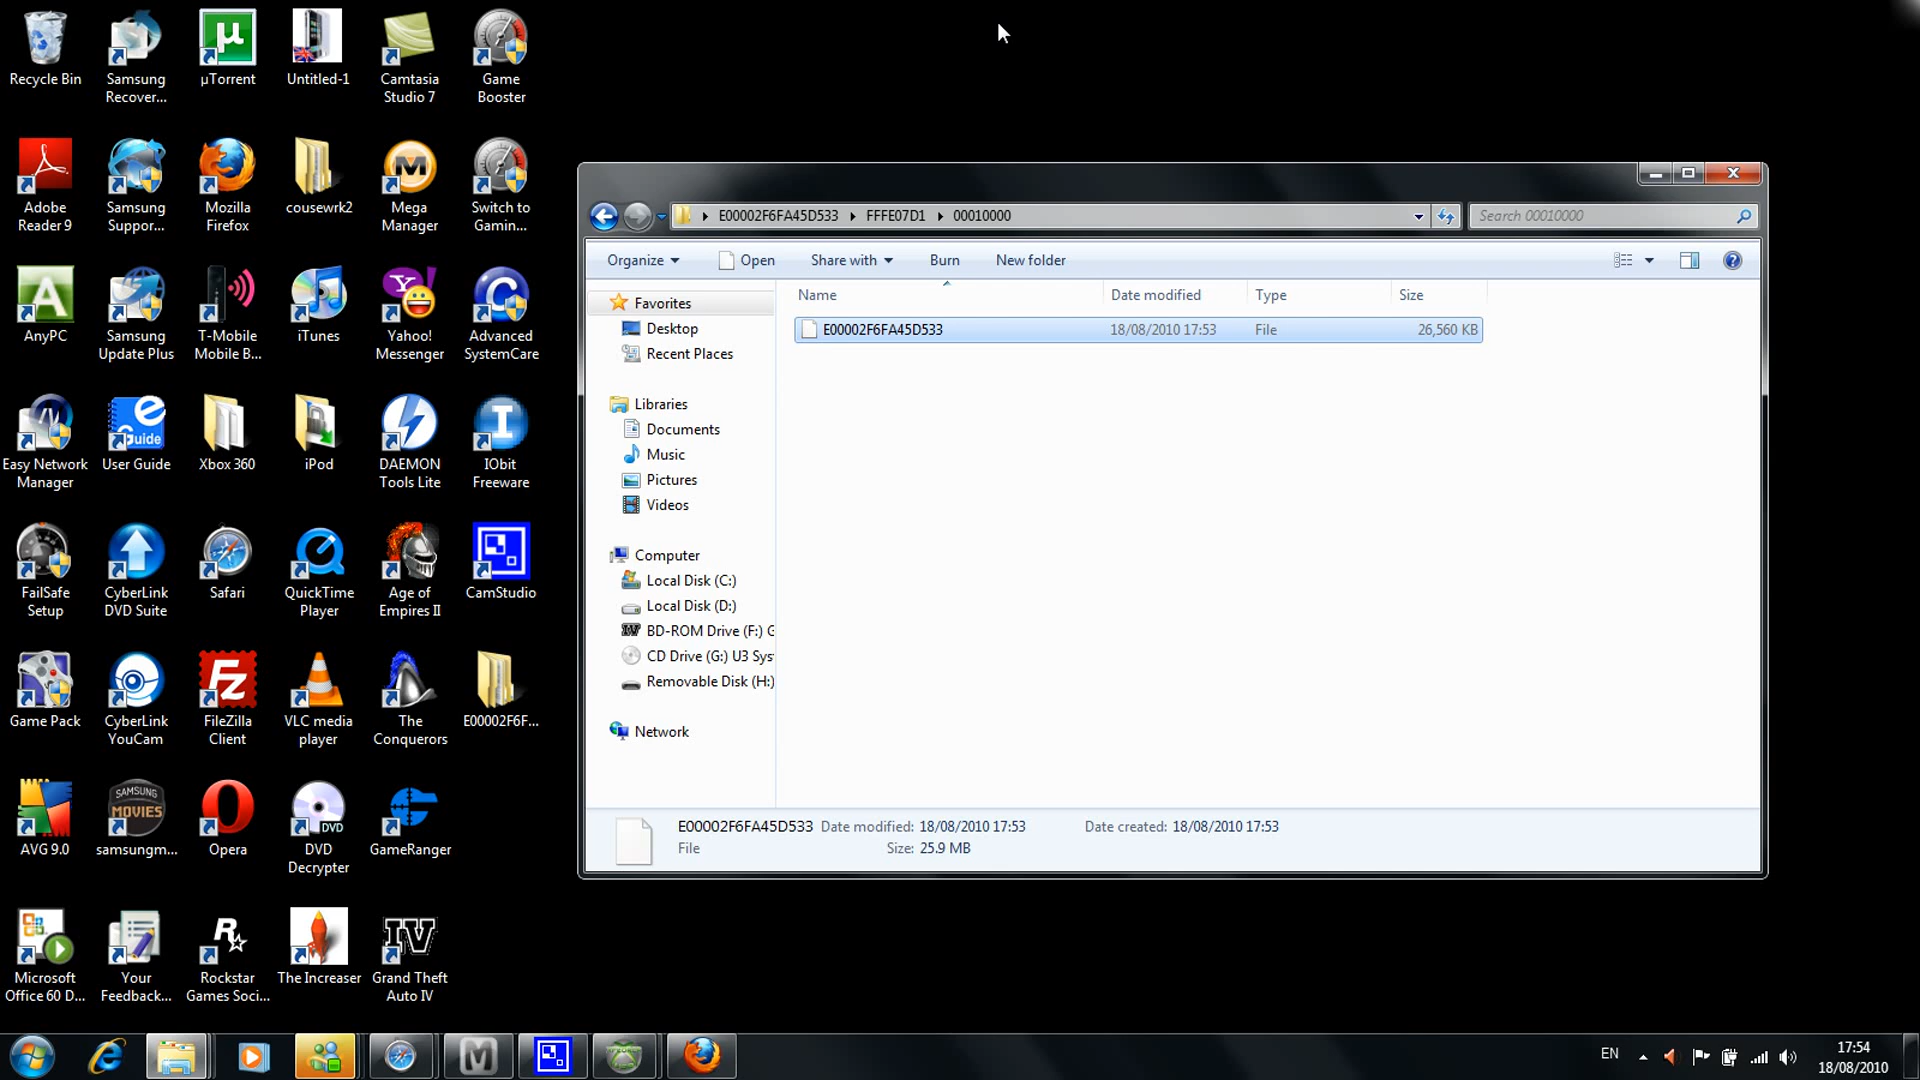 Recycle Bin
Samsung
Recover...
µTorrent
Untitled-1
Camtasia
Studio 7
Game
Booster
Adobe
Reader 9
Samsung
Suppor...
Mozilla
Firefox
cousewrk2
Mega
Manager
Switch to
Gamin...
AnyPC
Samsung
Update Plus
T-Mobile
Mobile B...
iTunes
Yahoo!
Messenger
Advanced
SystemCare
Easy Network
Manager
User Guide
Xbox 360
iPod
DAEMON
Tools Lite
IObit
Freeware
FailSafe
Setup
CyberLink
DVD Suite
Safari
QuickTime
Player
Age of
Empires II
CamStudio
Game Pack
CyberLink
YouCam
FileZilla
Client
VLC media
player
The
Conquerors
E00002F6F...
AVG 9.0
samsungm...
Opera
DVD
Decrypter
GameRanger
Microsoft
Office 60 D...
Your
Feedback...
Rockstar
Games Soci...
The Increaser
Grand Theft
Auto IV
E00002F6FA45D533 FFFE07D1 00010000
Search 00010000
Organize Open Share with Burn New folder
Name Date modified Type Size
E00002F6FA45D533 18/08/2010 17:53 File 26,560 KB
Favorites
Desktop
Recent Places
Libraries
Documents
Music
Pictures
Videos
Computer
Local Disk (C:)
Local Disk (D:)
BD-ROM Drive (F:) G
CD Drive (G:) U3 Sys
Removable Disk (H:)
Network
E00002F6FA45D533 Date modified: 18/08/2010 17:53 Date created: 18/08/2010 17:53
File Size: 25.9 MB
EN
17:54
18/08/2010